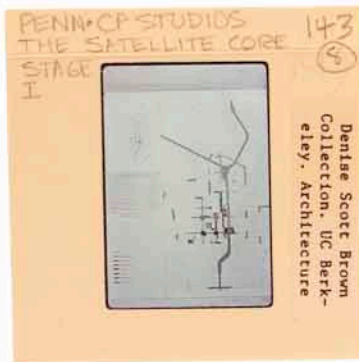 PENN • CP STUDIOS
THE SATELLITE CORE
STAGE
I
143
8
Denise Scott Brown
Collection. UC Berk-
eley. Architecture